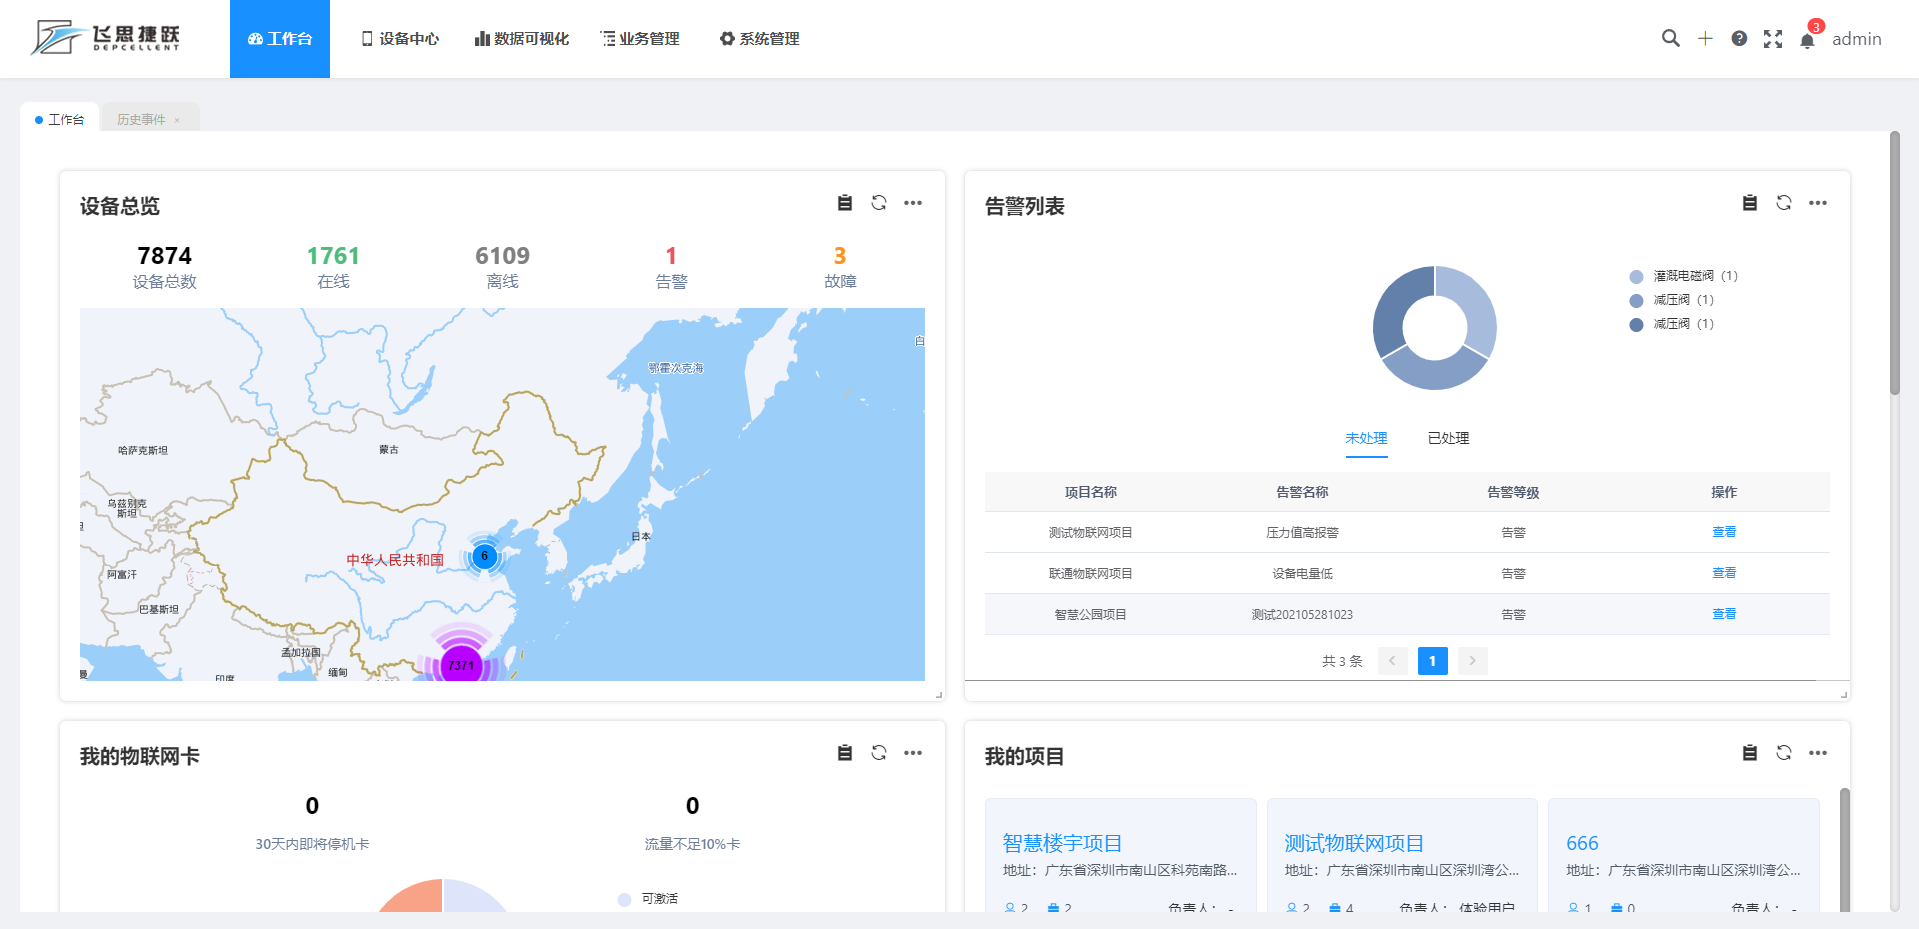 飞思捷跃
DEPCELLENT
工作台
设备中心
数据可视化
业务管理
系统管理
3
admin
工作台
历史事件 ×
设备总览
7874
设备总数
1761
在线
6109
离线
1
告警
3
故障
白
鄂霍次克海
哈萨克斯坦
蒙古
乌兹别克
斯坦
日本
中华人民共和国
6
阿富汗
巴基斯坦
孟加拉国
缅甸
印度
曼
7371
告警列表
灌溉电磁阀（1）
减压阀（1）
减压阀（1）
未处理
已处理
项目名称 告警名称 告警等级 操作
测试物联网项目 压力值高报警 告警 查看
联通物联网项目 设备电量低 告警 查看
智慧公园项目 测试202105281023 告警 查看
共 3 条 < 1 >
我的物联网卡
0
30天内即将停机卡
0
流量不足10%卡
可激活
我的项目
智慧楼宇项目
地址：广东省深圳市南山区科苑南路...
2 2 负责人： -
测试物联网项目
地址：广东省深圳市南山区深圳湾公...
2 4 负责人： 体验用户
666
地址：广东省深圳市南山区深圳湾公...
1 0 负责人： -